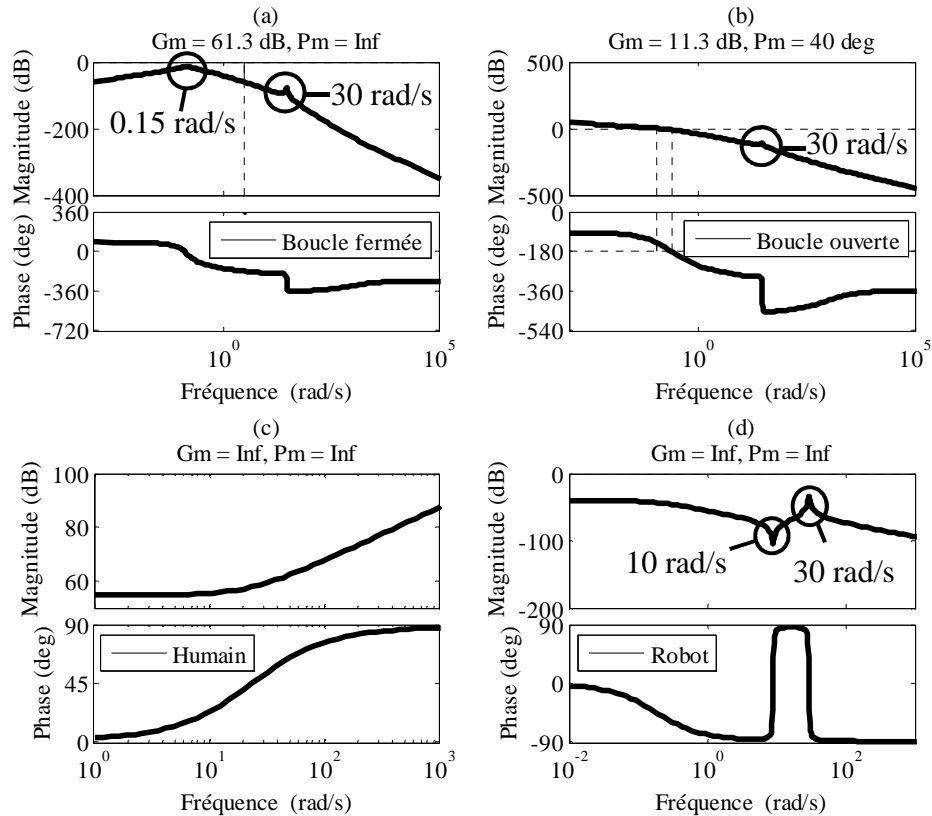 (a)
Gm = 61.3 dB, Pm = Inf
Magnitude (dB)
0
-200
-400
0.15 rad/s
30 rad/s
Phase (deg)
360
0
-360
-720
Boucle fermée
10^0
10^5
Fréquence (rad/s)
(b)
Gm = 11.3 dB, Pm = 40 deg
Magnitude (dB)
500
0
-500
30 rad/s
Phase (deg)
0
-180
-360
-540
Boucle ouverte
10^0
10^5
Fréquence (rad/s)
(c)
Gm = Inf, Pm = Inf
Magnitude (dB)
100
80
60
Phase (deg)
90
45
0
Humain
10^0
10^1
10^2
10^3
Fréquence (rad/s)
(d)
Gm = Inf, Pm = Inf
Magnitude (dB)
0
-100
-200
10 rad/s
30 rad/s
Phase (deg)
90
0
-90
Robot
10^-2
10^0
10^2
Fréquence (rad/s)